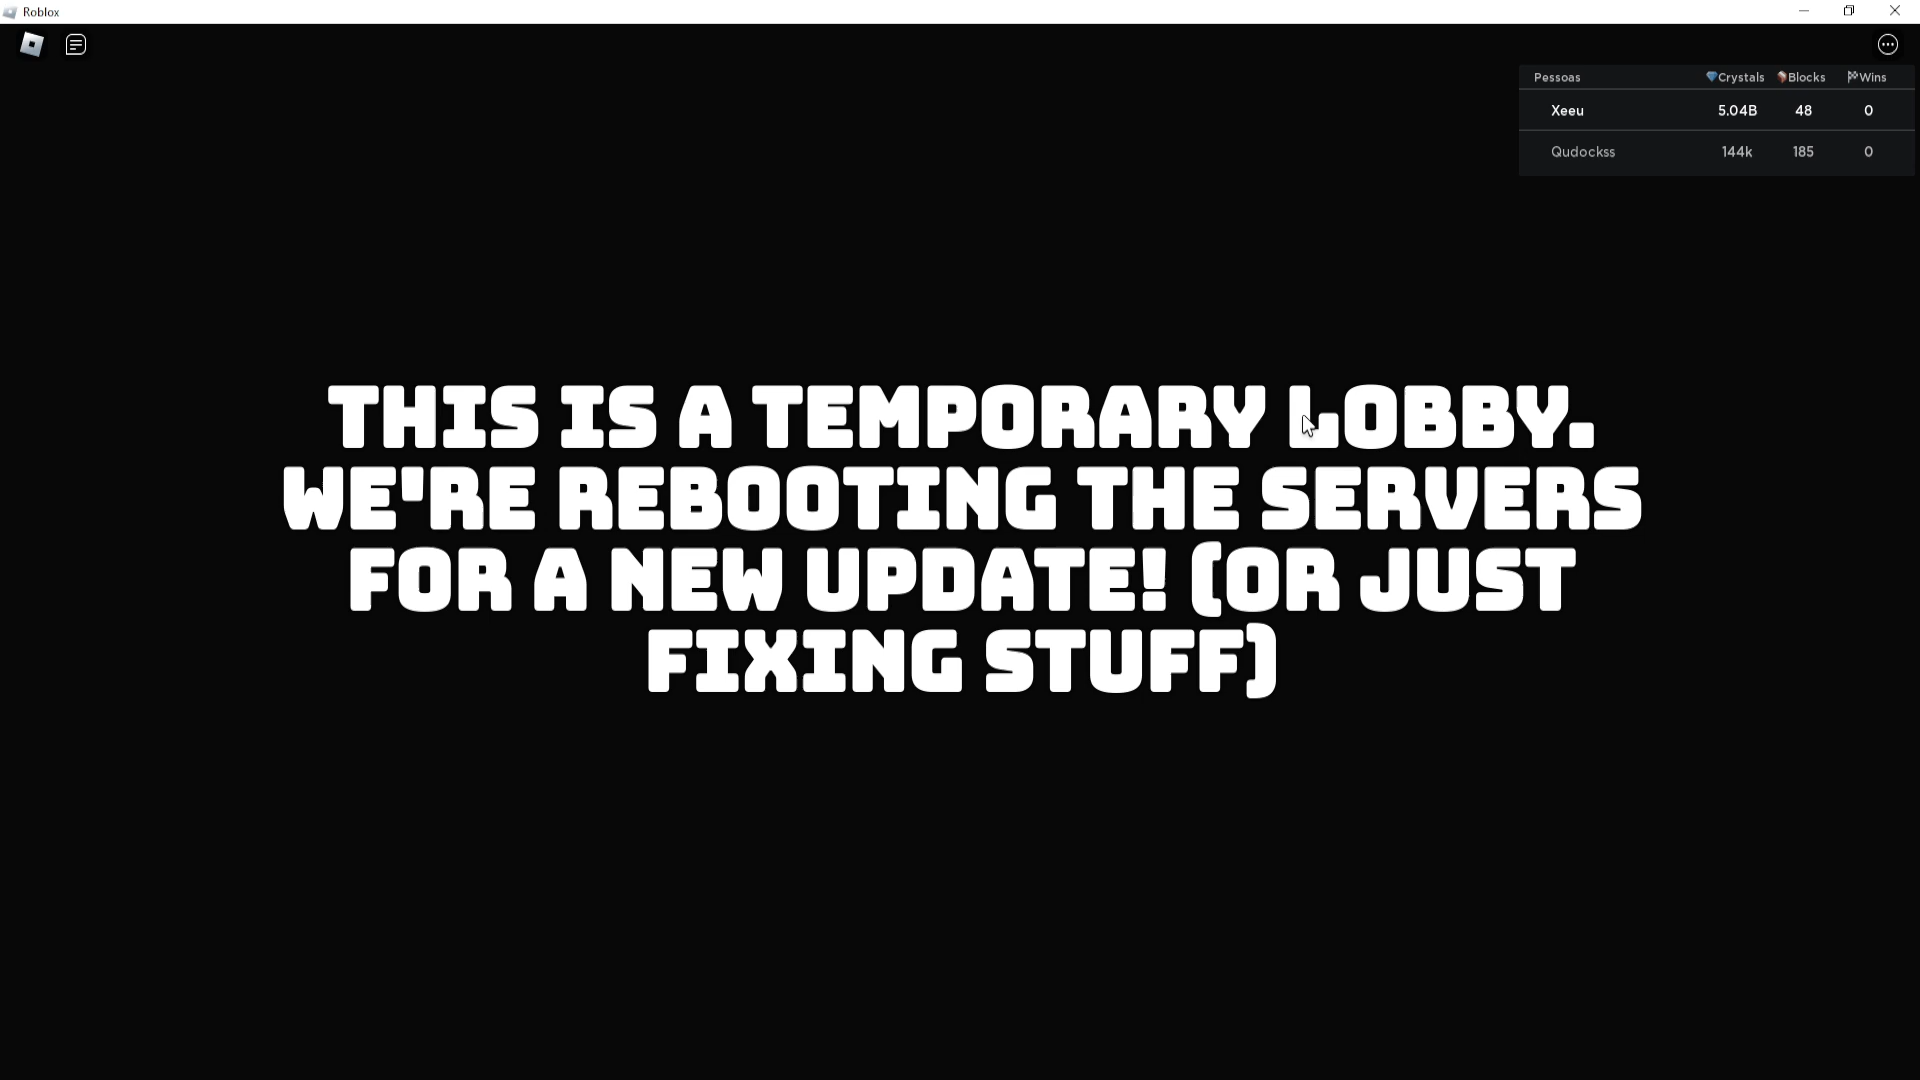 Roblox
Pessoas Crystals Blocks Wins
Xeeu 5.04B 48 0
Qudockss 144k 185 0
THIS IS A TEMPORARY LOBBY.
WE'RE REBOOTING THE SERVERS
FOR A NEW UPDATE! (OR JUST
FIXING STUFF)